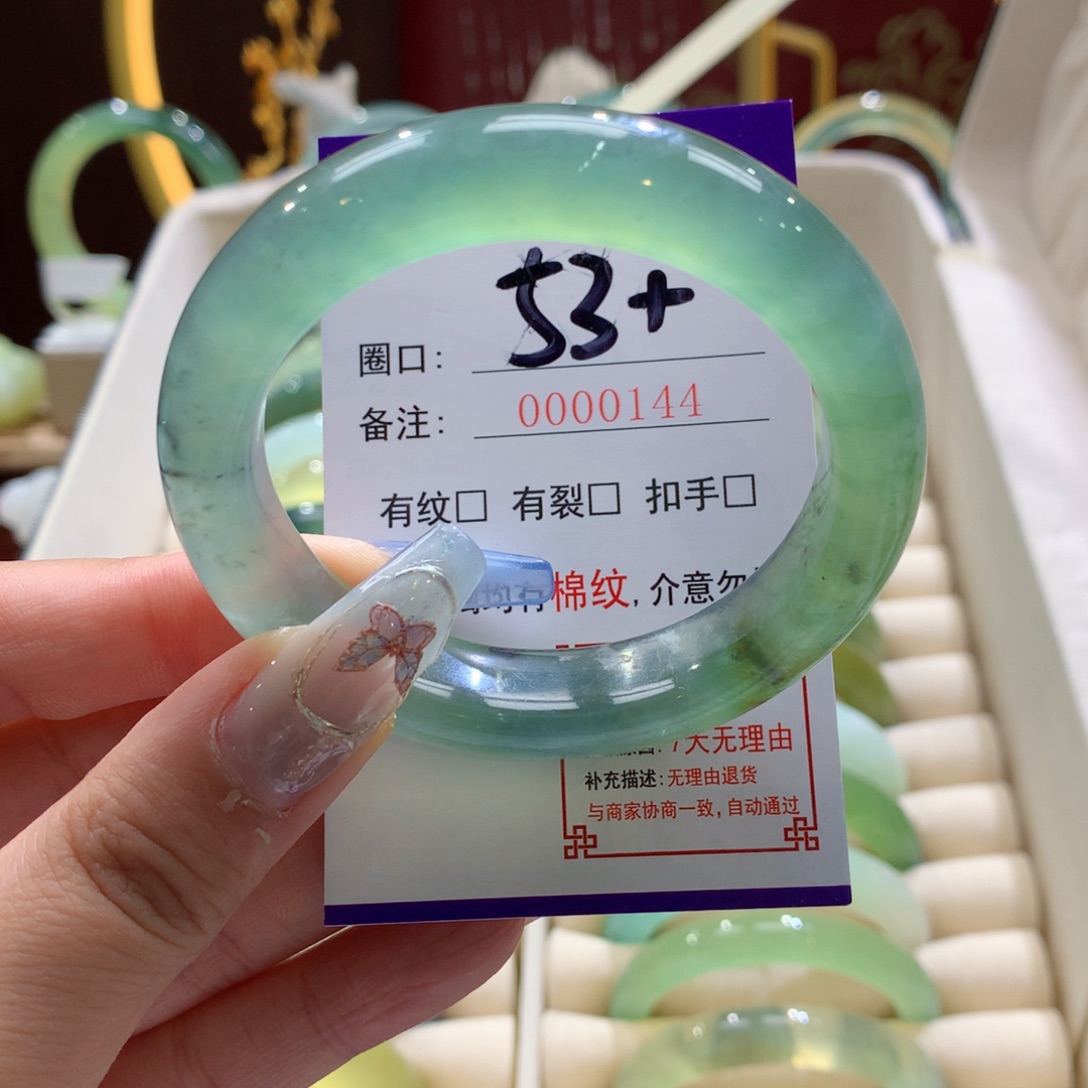 圈口: 53+
备注: 0000144
有纹□ 有裂□ 扣手□
均有棉纹, 介意勿
7天无理由
补充描述: 无理由退货
与商家协商一致, 自动通过